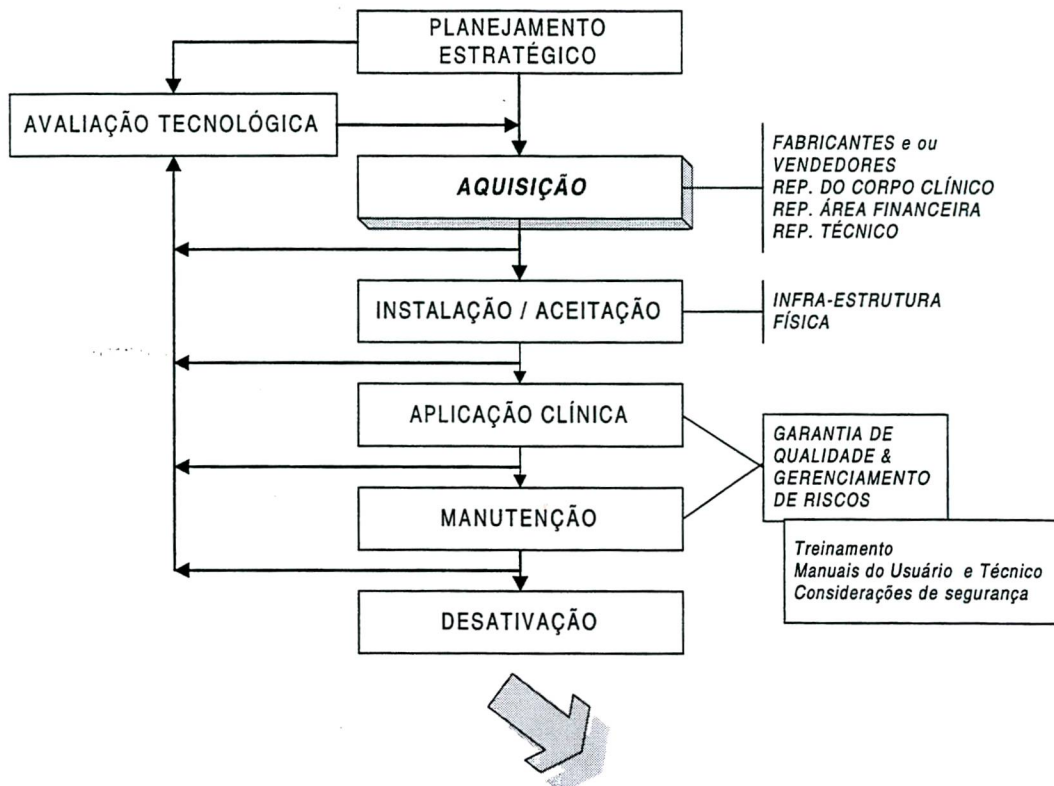 PLANEJAMENTO
ESTRATÉGICO
AVALIAÇÃO TECNOLÓGICA
AQUISIÇÃO
FABRICANTES e ou
VENDEDORES
REP. DO CORPO CLÍNICO
REP. ÁREA FINANCEIRA
REP. TÉCNICO
INSTALAÇÃO / ACEITAÇÃO
INFRA-ESTRUTURA
FÍSICA
APLICAÇÃO CLÍNICA
GARANTIA DE
QUALIDADE &
GERENCIAMENTO
DE RISCOS
MANUTENÇÃO
Treinamento
Manuais do Usuário e Técnico
Considerações de segurança
DESATIVAÇÃO